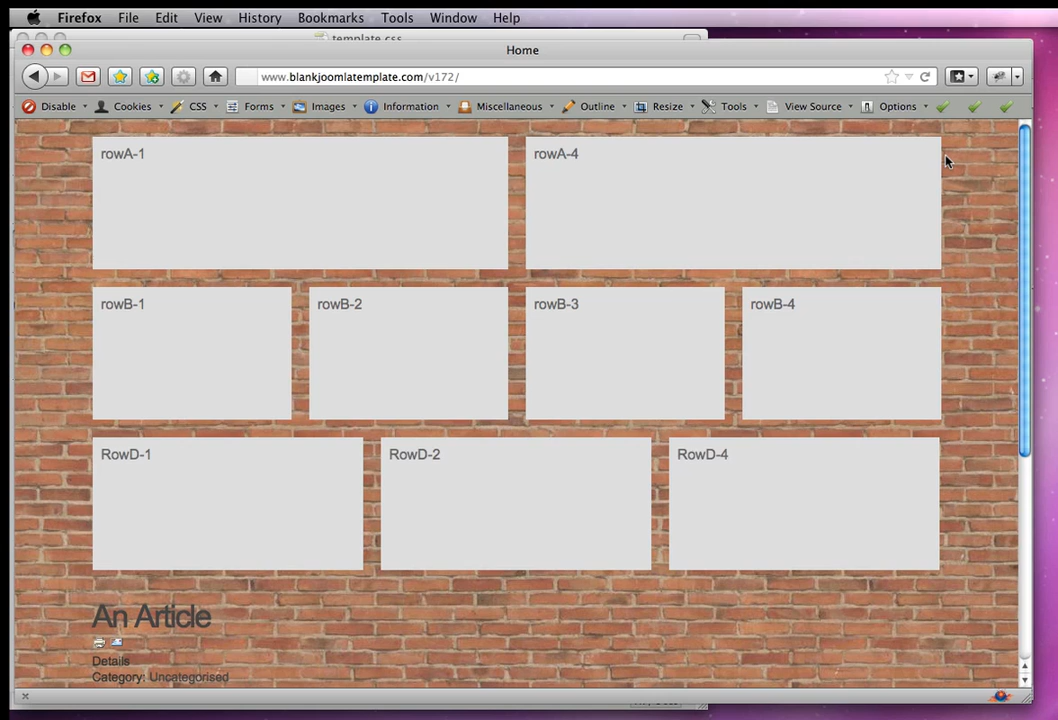 Firefox File Edit View History Bookmarks Tools Window Help
template.css
Home
www.blankjoomlatemplate.com/v172/
Disable Cookies CSS Forms Images Information Miscellaneous Outline Resize Tools View Source Options
rowA-1 rowA-4
rowB-1 rowB-2 rowB-3 rowB-4
RowD-1 RowD-2 RowD-4
An Article
Details
Category: Uncategorised